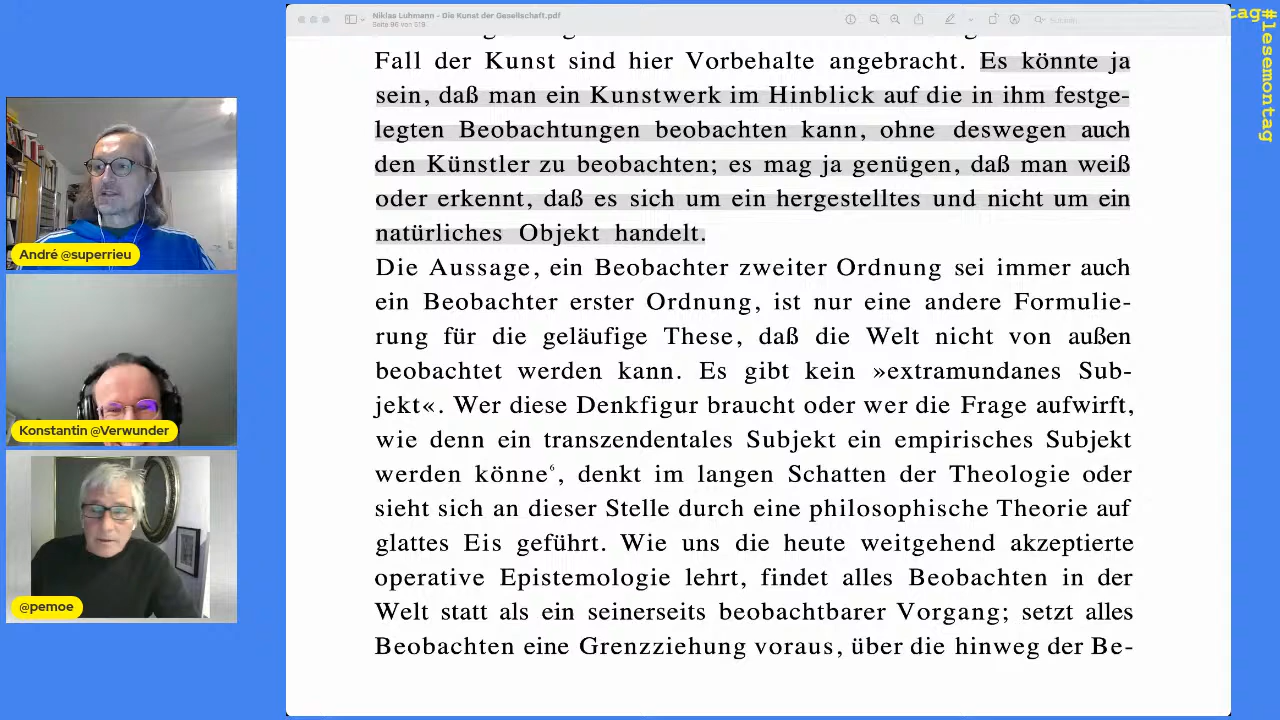 Niklas Luhmann - Die Kunst der Gesellschaft.pdf
Seite 96 von 519
Suchen
tag#lesemontag
Fall der Kunst sind hier Vorbehalte angebracht. Es könnte ja
sein, daß man ein Kunstwerk im Hinblick auf die in ihm festge-
legten Beobachtungen beobachten kann, ohne deswegen auch
den Künstler zu beobachten; es mag ja genügen, daß man weiß
oder erkennt, daß es sich um ein hergestelltes und nicht um ein
natürliches Objekt handelt.
Die Aussage, ein Beobachter zweiter Ordnung sei immer auch
ein Beobachter erster Ordnung, ist nur eine andere Formulie-
rung für die geläufige These, daß die Welt nicht von außen
beobachtet werden kann. Es gibt kein »extramundanes Sub-
jekt«. Wer diese Denkfigur braucht oder wer die Frage aufwirft,
wie denn ein transzendentales Subjekt ein empirisches Subjekt
werden könne⁶, denkt im langen Schatten der Theologie oder
sieht sich an dieser Stelle durch eine philosophische Theorie auf
glattes Eis geführt. Wie uns die heute weitgehend akzeptierte
operative Epistemologie lehrt, findet alles Beobachten in der
Welt statt als ein seinerseits beobachtbarer Vorgang; setzt alles
Beobachten eine Grenzziehung voraus, über die hinweg der Be-
André @superrieu
Konstantin @Verwunder
@pemoe